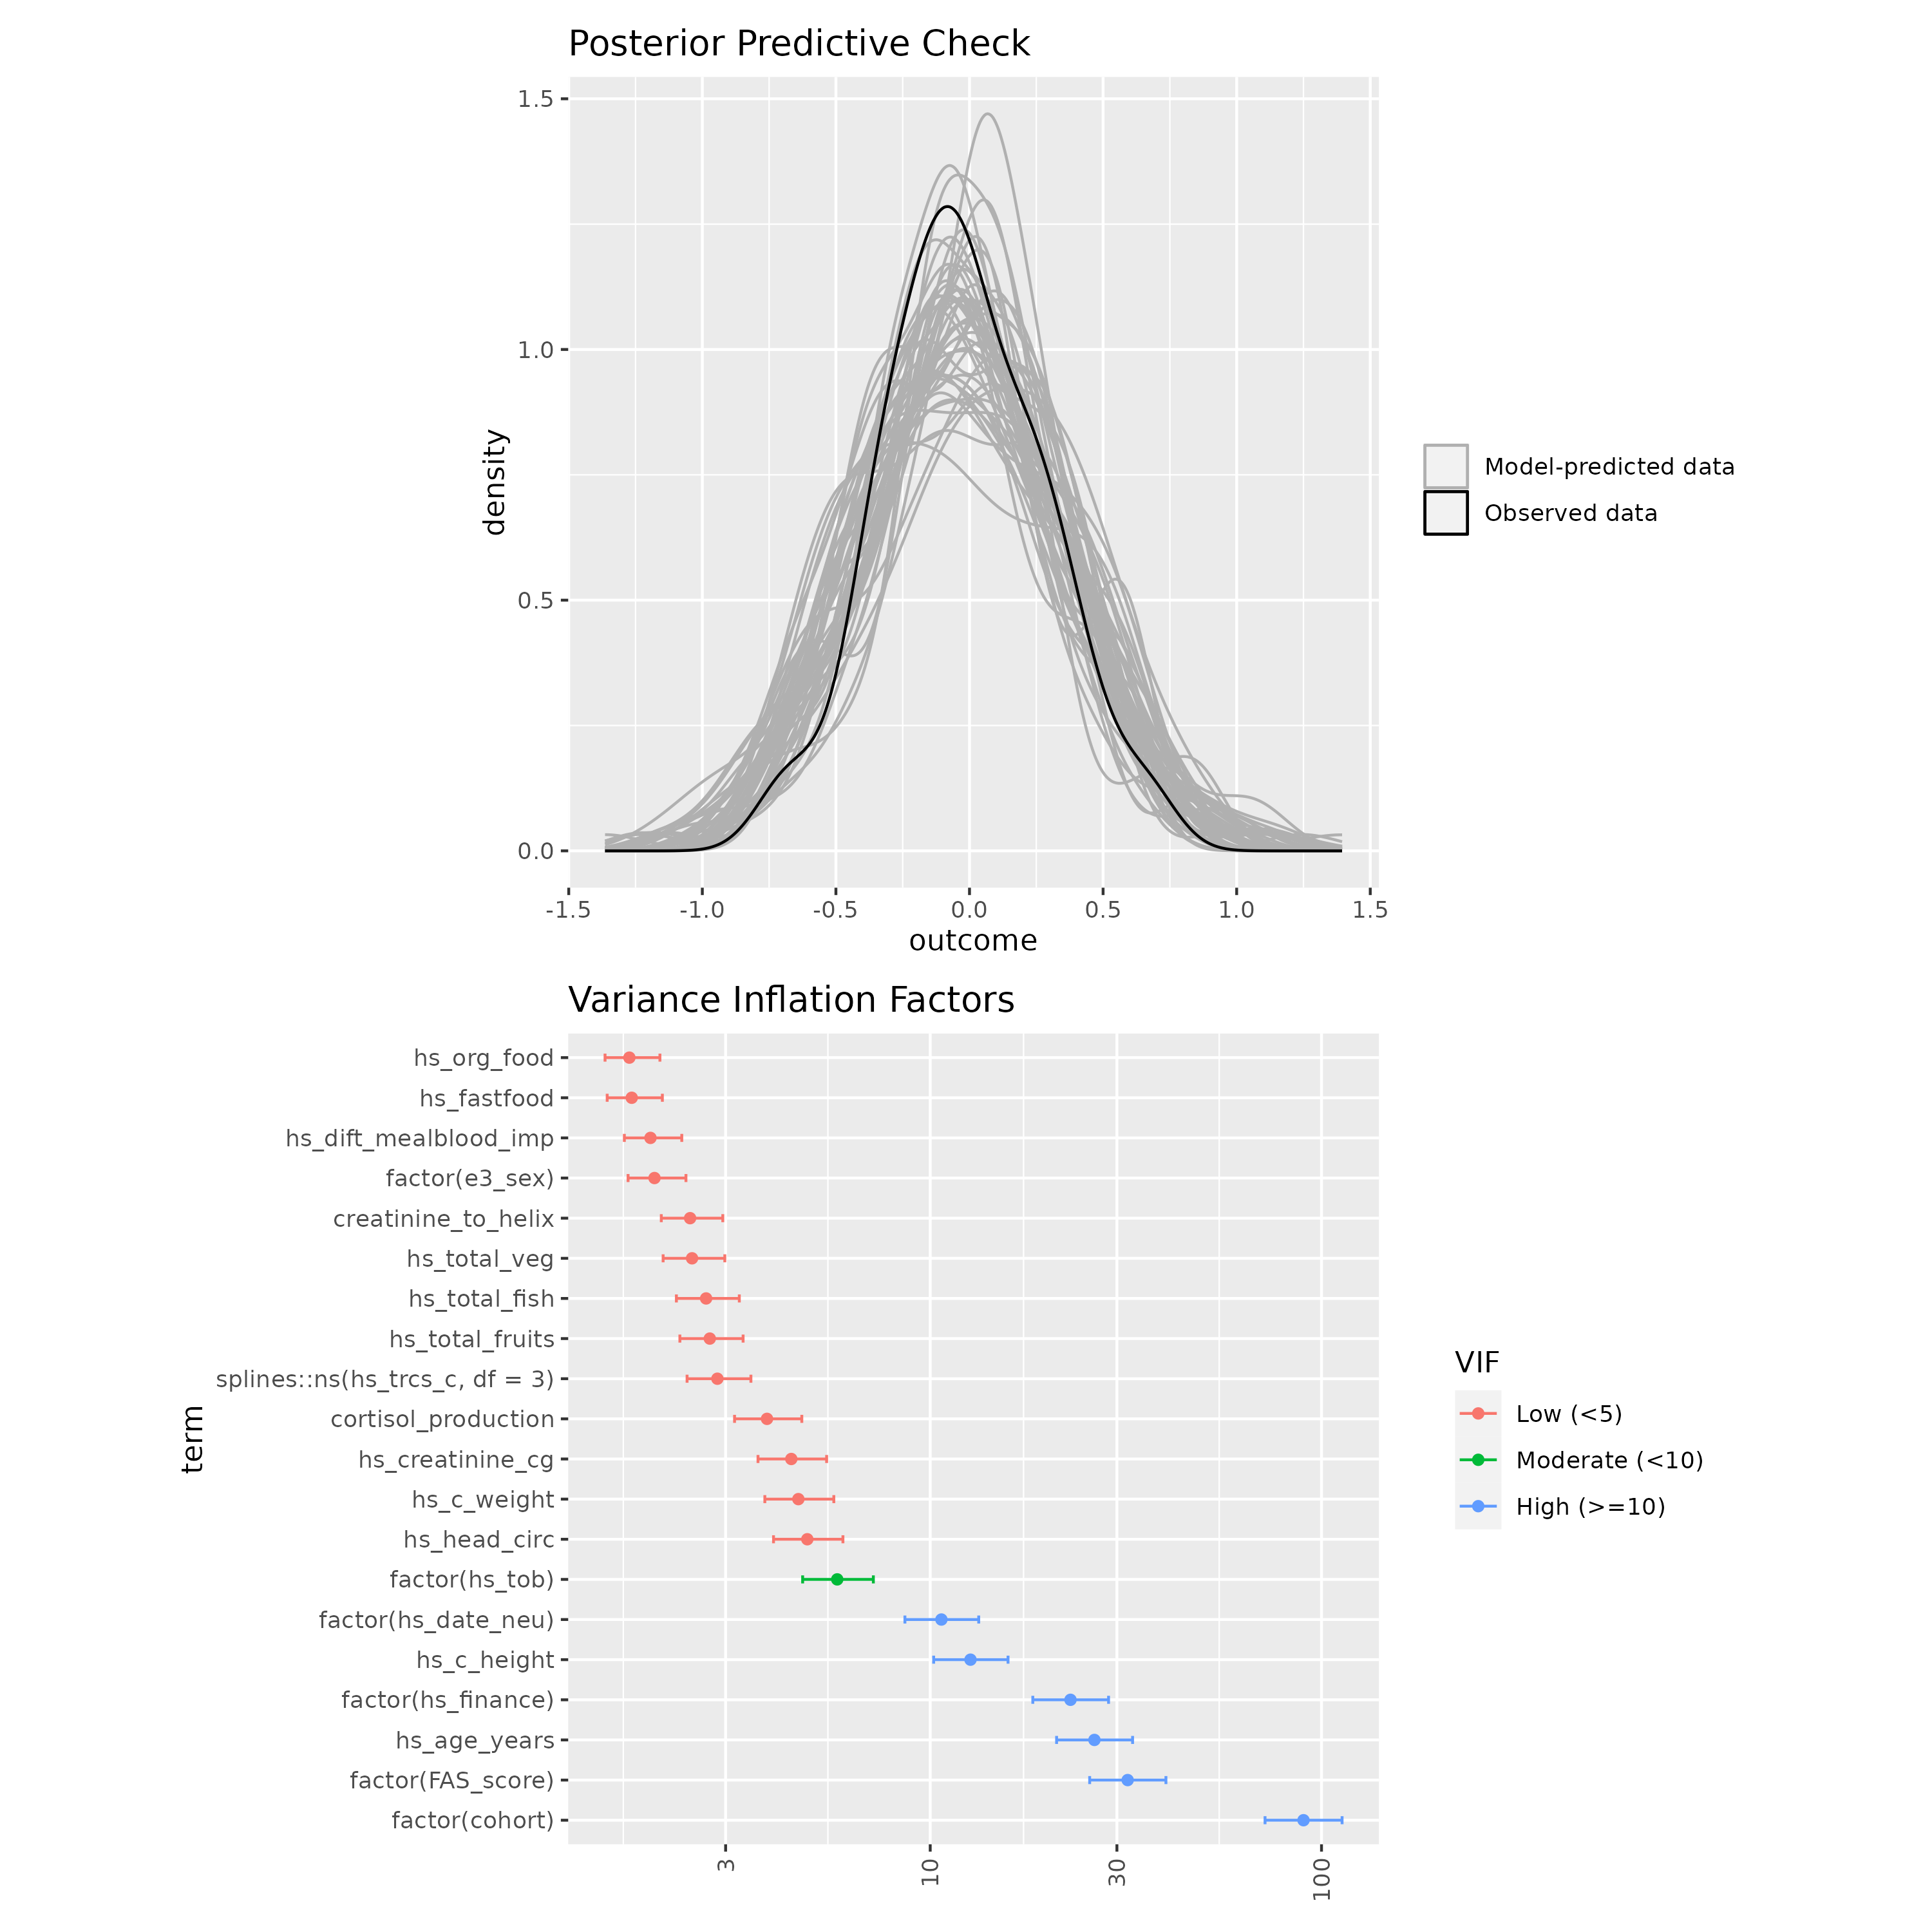 Posterior Predictive Check
1.5
1.0
0.5
0.0
density
-1.5 -1.0 -0.5 0.0 0.5 1.0 1.5
outcome
Model-predicted data
Observed data
Variance Inflation Factors
term
hs_org_food
hs_fastfood
hs_dift_mealblood_imp
factor(e3_sex)
creatinine_to_helix
hs_total_veg
hs_total_fish
hs_total_fruits
splines::ns(hs_trcs_c, df = 3)
cortisol_production
hs_creatinine_cg
hs_c_weight
hs_head_circ
factor(hs_tob)
factor(hs_date_neu)
hs_c_height
factor(hs_finance)
hs_age_years
factor(FAS_score)
factor(cohort)
3 10 30 100
VIF
Low (<5)
Moderate (<10)
High (>=10)